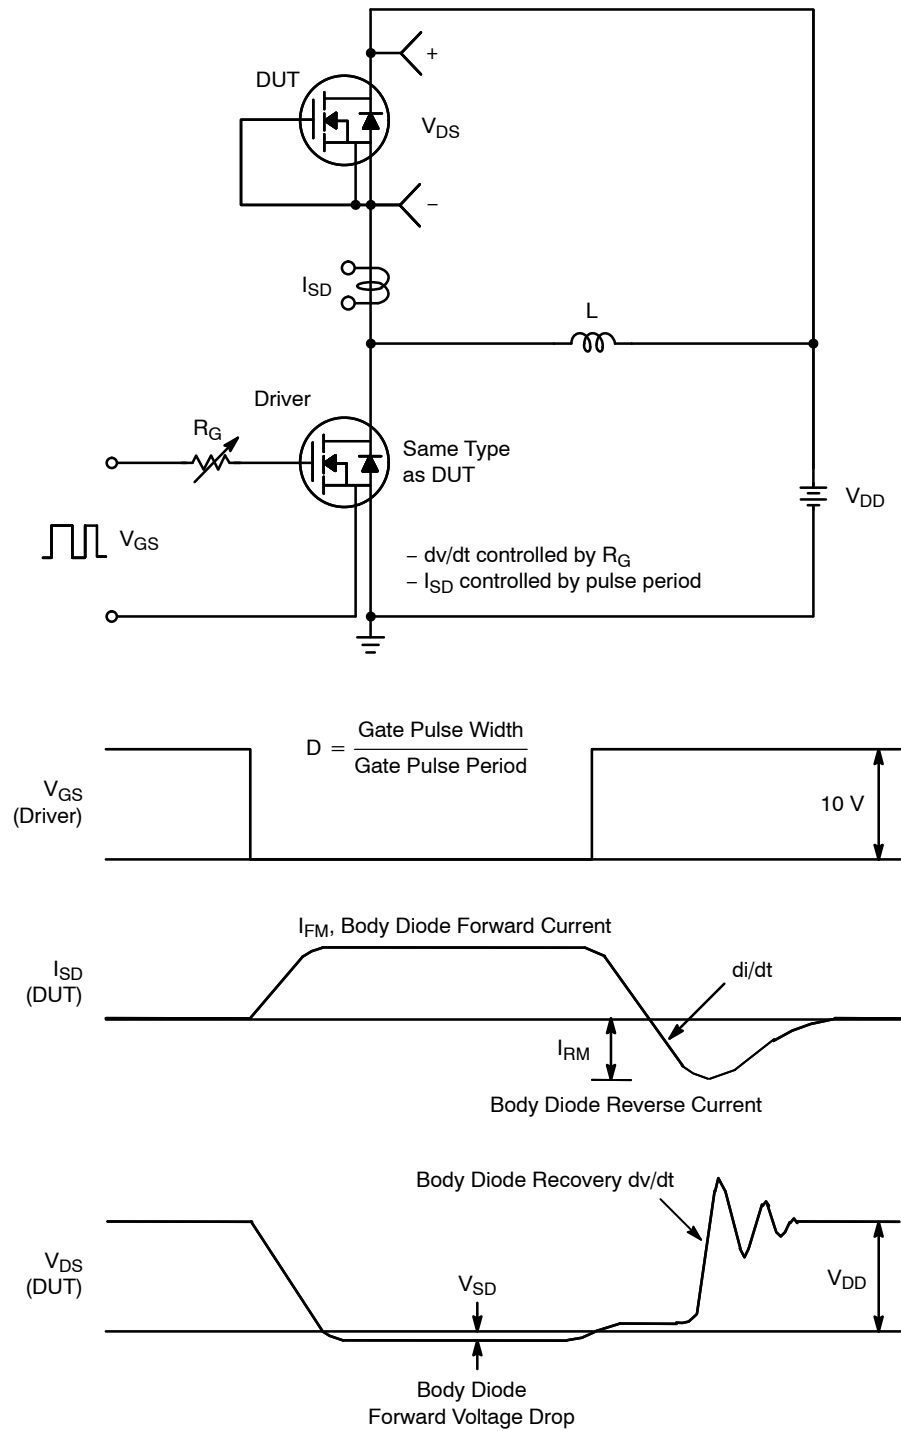 DUT
+
V_DS
−
I_SD
L
Driver
R_G
Same Type
as DUT
V_DD
V_GS
− dv/dt controlled by R_G
− I_SD controlled by pulse period
D = Gate Pulse Width
Gate Pulse Period
V_GS
(Driver)
10 V
I_FM, Body Diode Forward Current
I_SD
(DUT)
di/dt
I_RM
Body Diode Reverse Current
Body Diode Recovery dv/dt
V_DS
(DUT)
V_SD
V_DD
Body Diode
Forward Voltage Drop